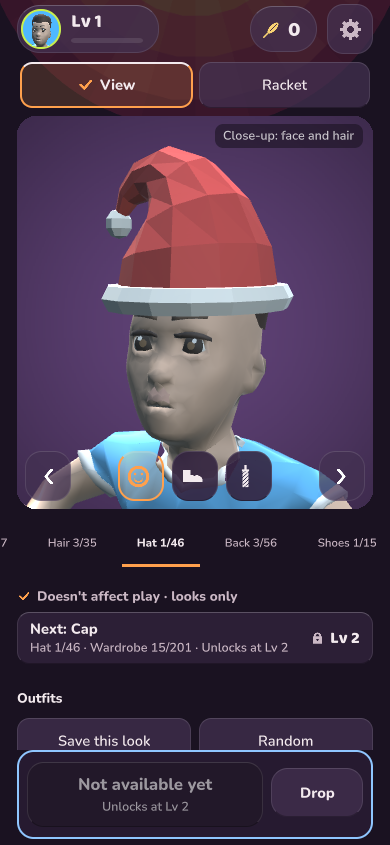 Lv 1
0
View
Racket
Close-up: face and hair
7
Hair 3/35
Hat 1/46
Back 3/56
Shoes 1/15
Doesn't affect play · looks only
Next: Cap
Hat 1/46 · Wardrobe 15/201 · Unlocks at Lv 2
Lv 2
Outfits
Save this look
Random
Not available yet
Unlocks at Lv 2
Drop